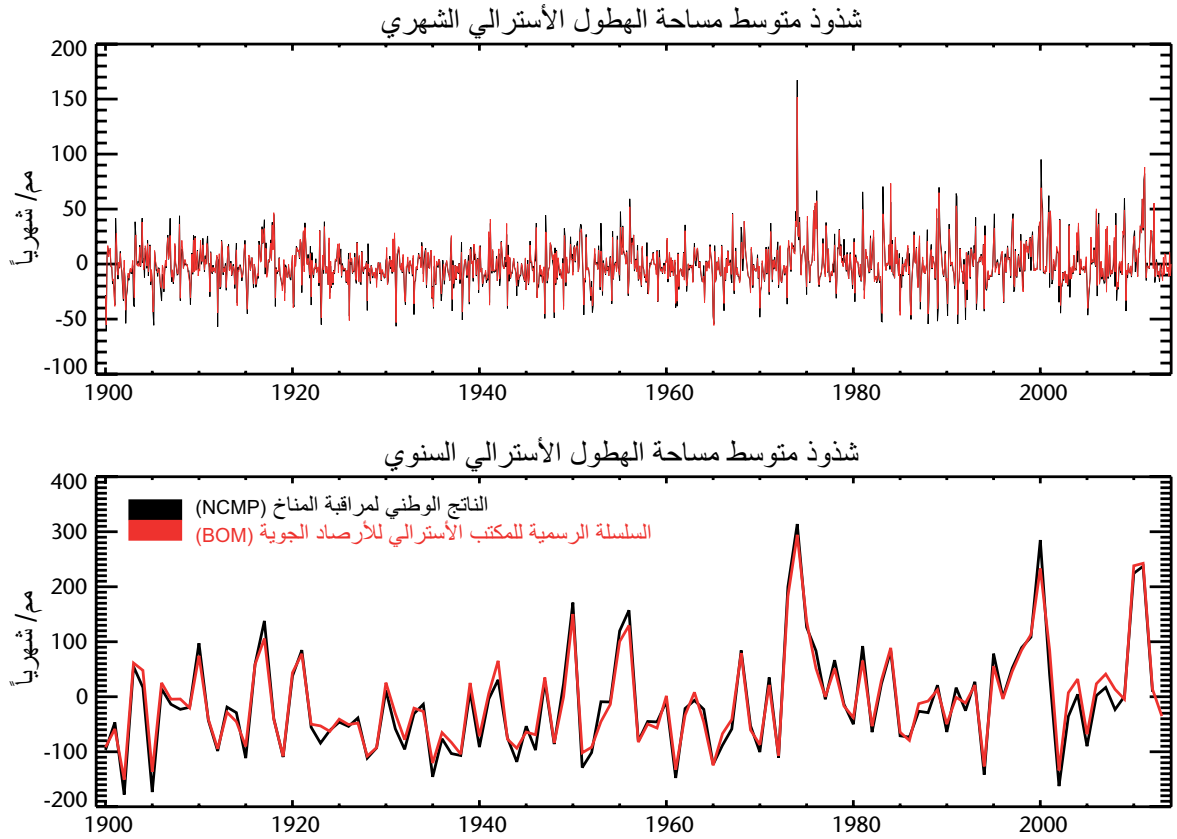 شذوذ متوسط مساحة الهطول الأسترالي الشهري
200
150
100
50
0
-50
-100
مم/ شهرياً
1900 1920 1940 1960 1980 2000
شذوذ متوسط مساحة الهطول الأسترالي السنوي
الناتج الوطني لمراقبة المناخ (NCMP)
السلسلة الرسمية للمكتب الأسترالي للأرصاد الجوية (BOM)
400
300
200
100
0
-100
-200
مم/ شهرياً
1900 1920 1940 1960 1980 2000